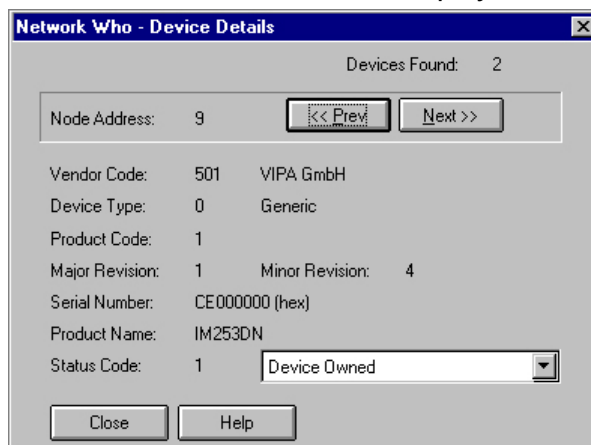 Network Who - Device Details
Devices Found: 2
Node Address: 9 << Prev Next >>
Vendor Code: 501 VIPA GmbH
Device Type: 0 Generic
Product Code: 1
Major Revision: 1 Minor Revision: 4
Serial Number: CE000000 (hex)
Product Name: IM253DN
Status Code: 1 Device Owned
Close Help